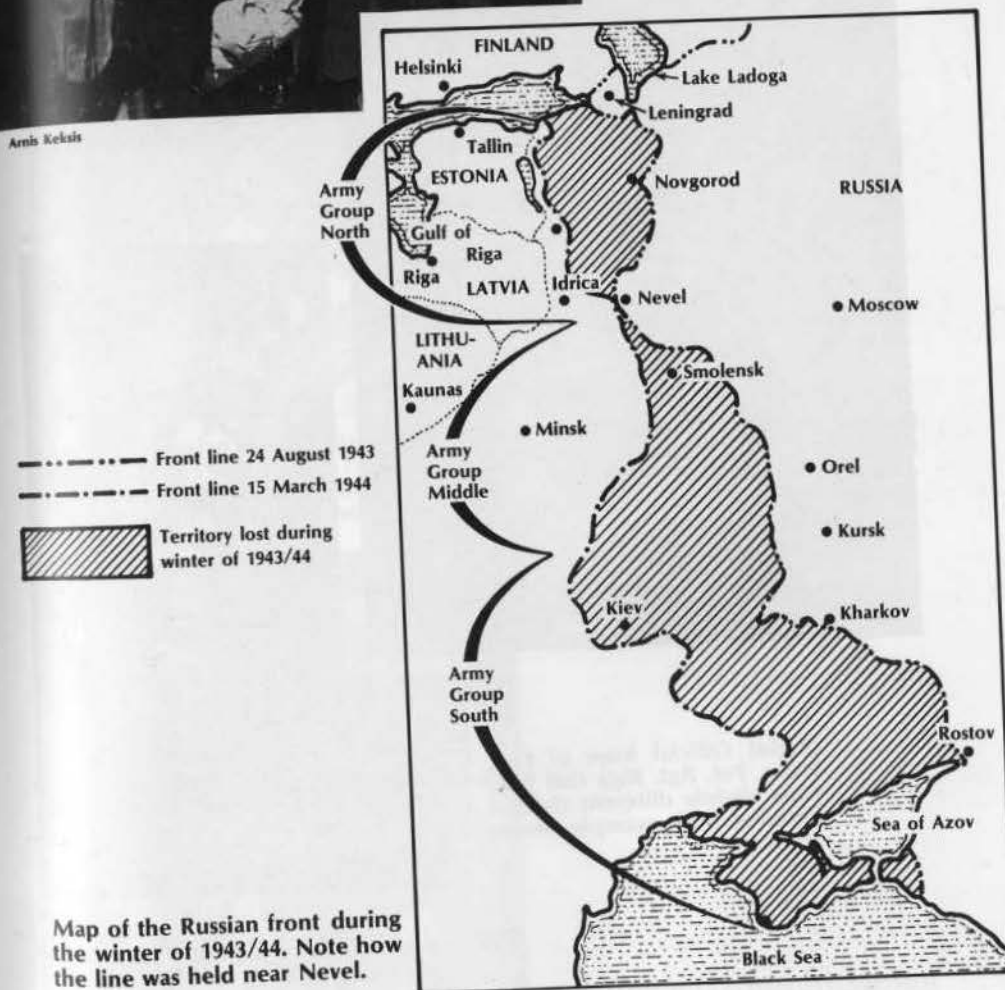 Arnis Keksis
FINLAND
Helsinki
Lake Ladoga
Leningrad
Tallin
ESTONIA
Novgorod
RUSSIA
Army
Group
North
Gulf of
Riga
Riga
LATVIA
Idrica
Nevel
Moscow
LITHU-
ANIA
Smolensk
Kaunas
Minsk
Army
Group
Middle
Orel
Kursk
Front line 24 August 1943
Front line 15 March 1944
Territory lost during
winter of 1943/44
Kiev
Kharkov
Army
Group
South
Rostov
Sea of Azov
Black Sea
Map of the Russian front during
the winter of 1943/44. Note how
the line was held near Nevel.